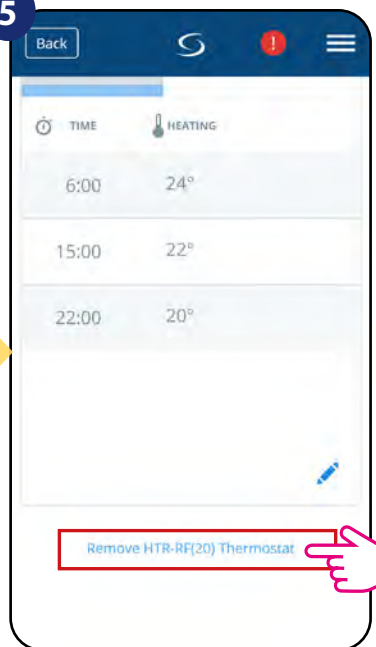 5
Back
TIME HEATING
6:00 24°
15:00 22°
22:00 20°
Remove HTR-RF(20) Thermostat